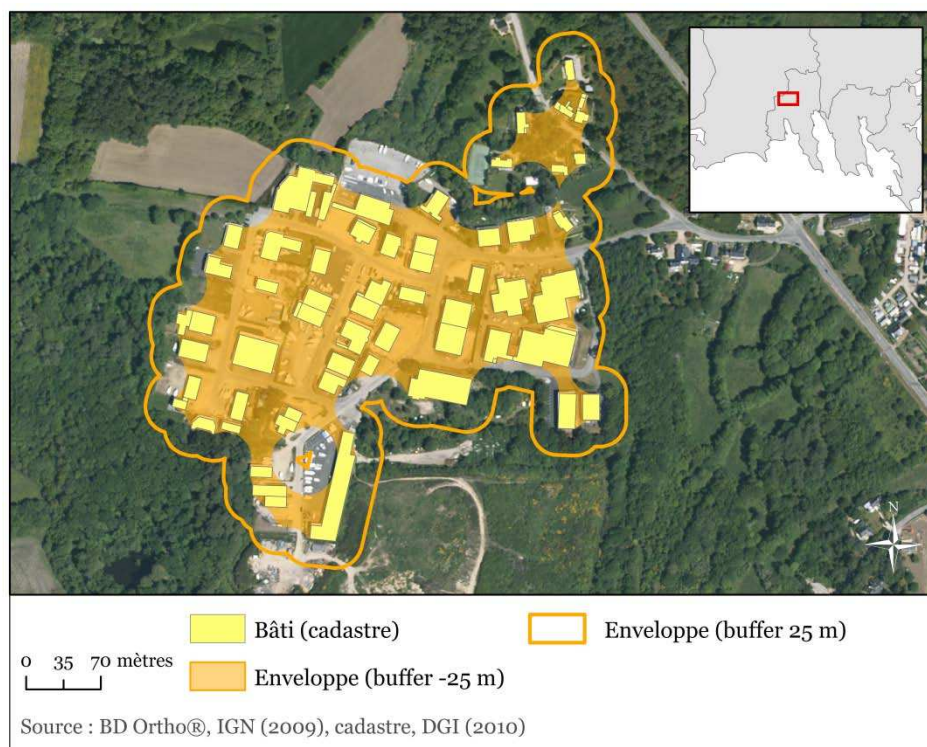 N
Bâti (cadastre)
Enveloppe (buffer 25 m)
0 35 70 mètres
Enveloppe (buffer -25 m)
Source : BD Ortho®, IGN (2009), cadastre, DGI (2010)